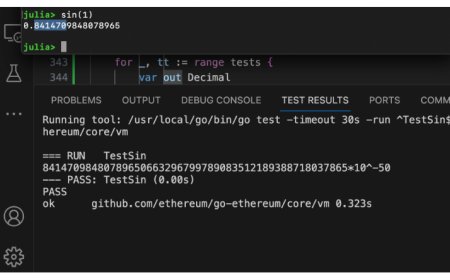 julia> sin(1)
0.8414709848078965
julia>
343 for _, tt := range tests {
344 var out Decimal
PROBLEMS OUTPUT DEBUG CONSOLE TEST RESULTS PORTS COMM
Running tool: /usr/local/go/bin/go test -timeout 30s -run ^TestSin$
hereum/core/vm
=== RUN TestSin
84147098480789650663296799789083512189388718037865*10^-50
--- PASS: TestSin (0.00s)
PASS
ok github.com/ethereum/go-ethereum/core/vm 0.323s